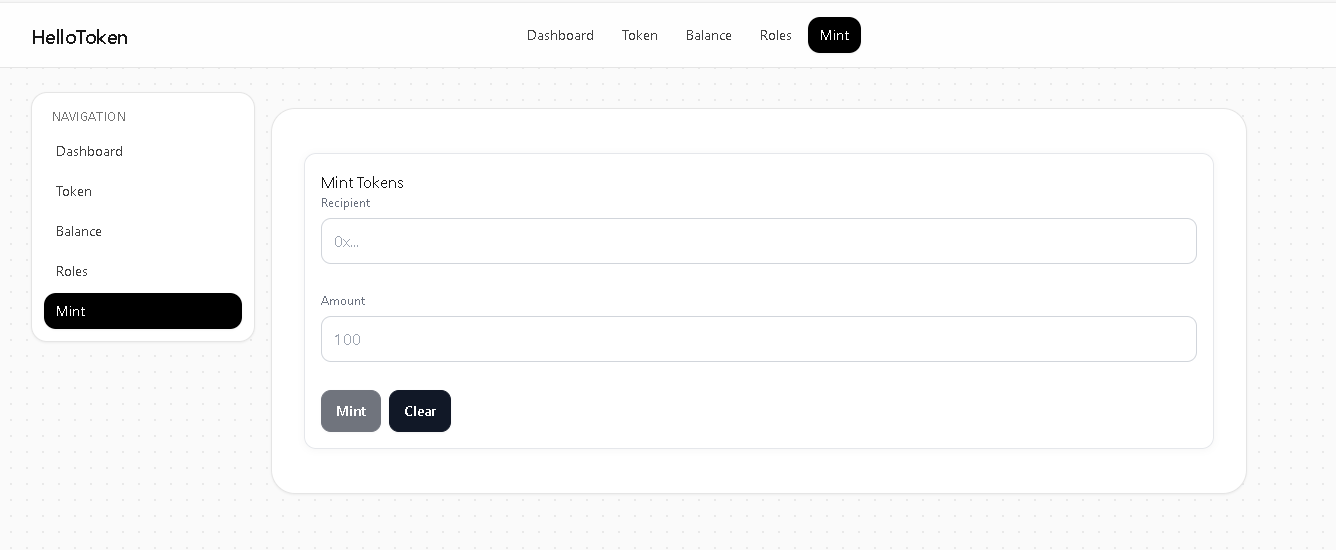 HelloToken
Dashboard Token Balance Roles Mint
NAVIGATION
Dashboard
Token
Balance
Roles
Mint
Mint Tokens
Recipient
0x...
Amount
100
Mint Clear